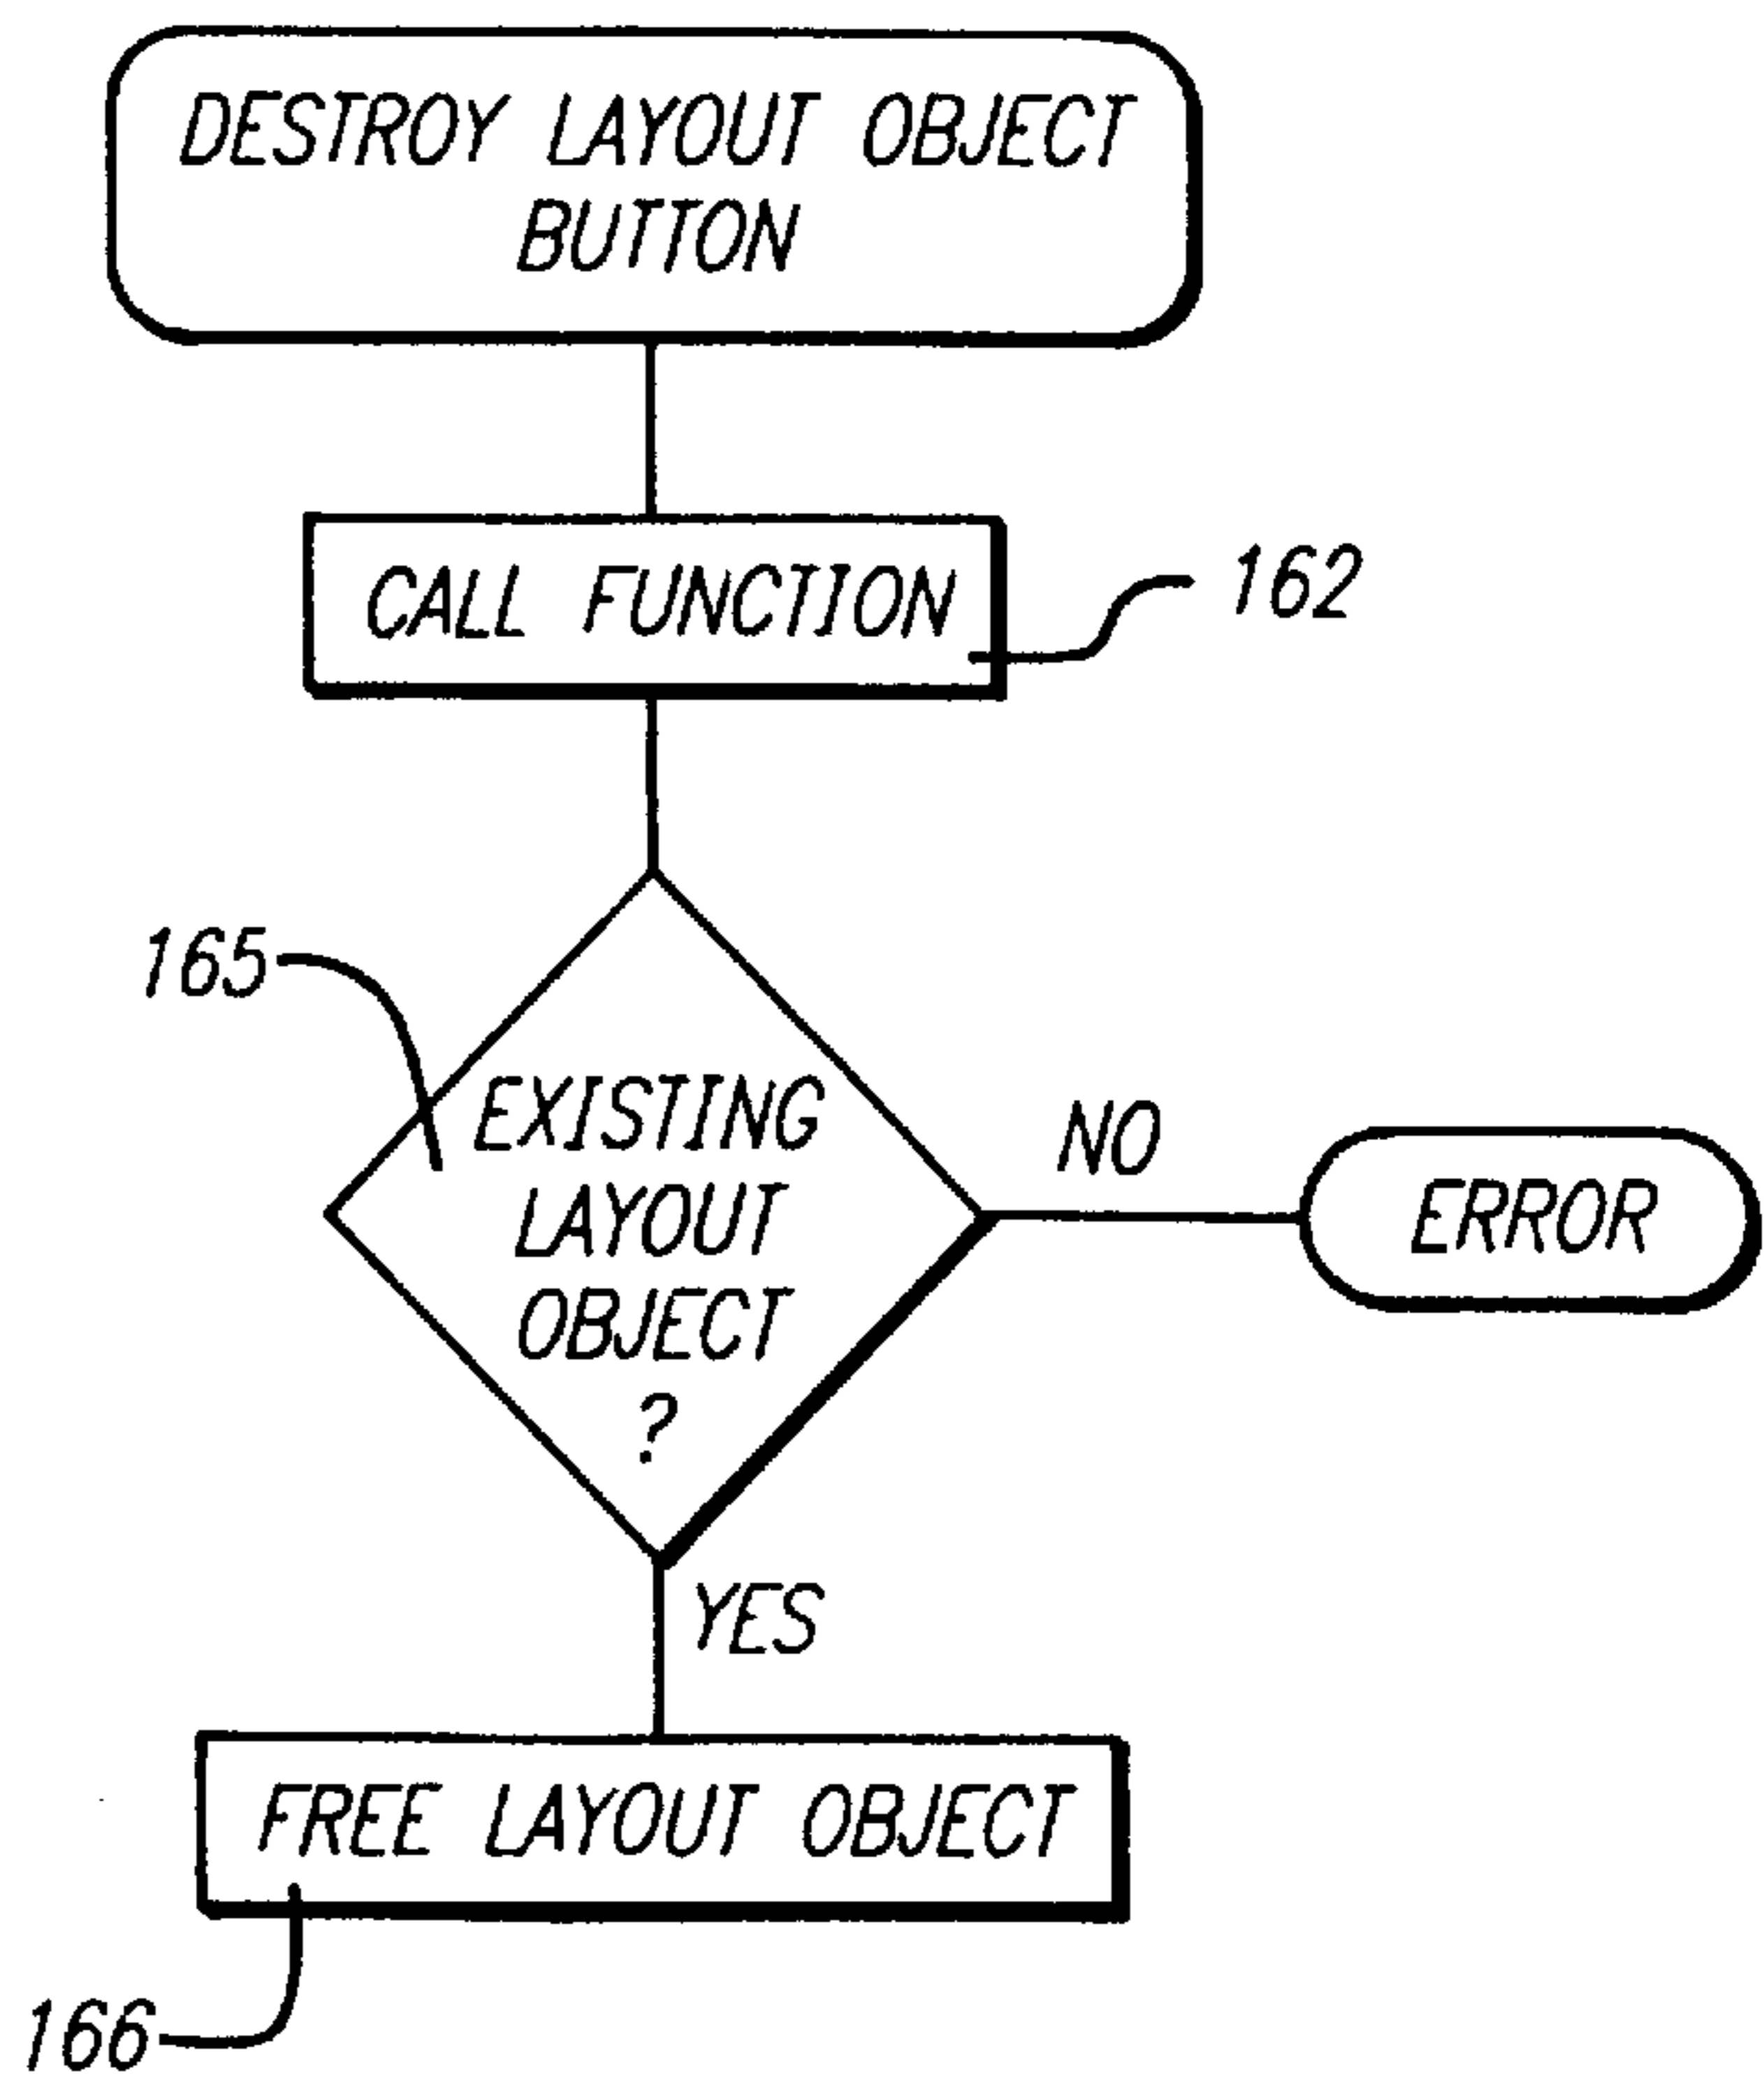 DESTROY LAYOUT OBJECT
BUTTON
CALL FUNCTION
162
165
EXISTING
LAYOUT
OBJECT
?
NO
ERROR
YES
FREE LAYOUT OBJECT
166